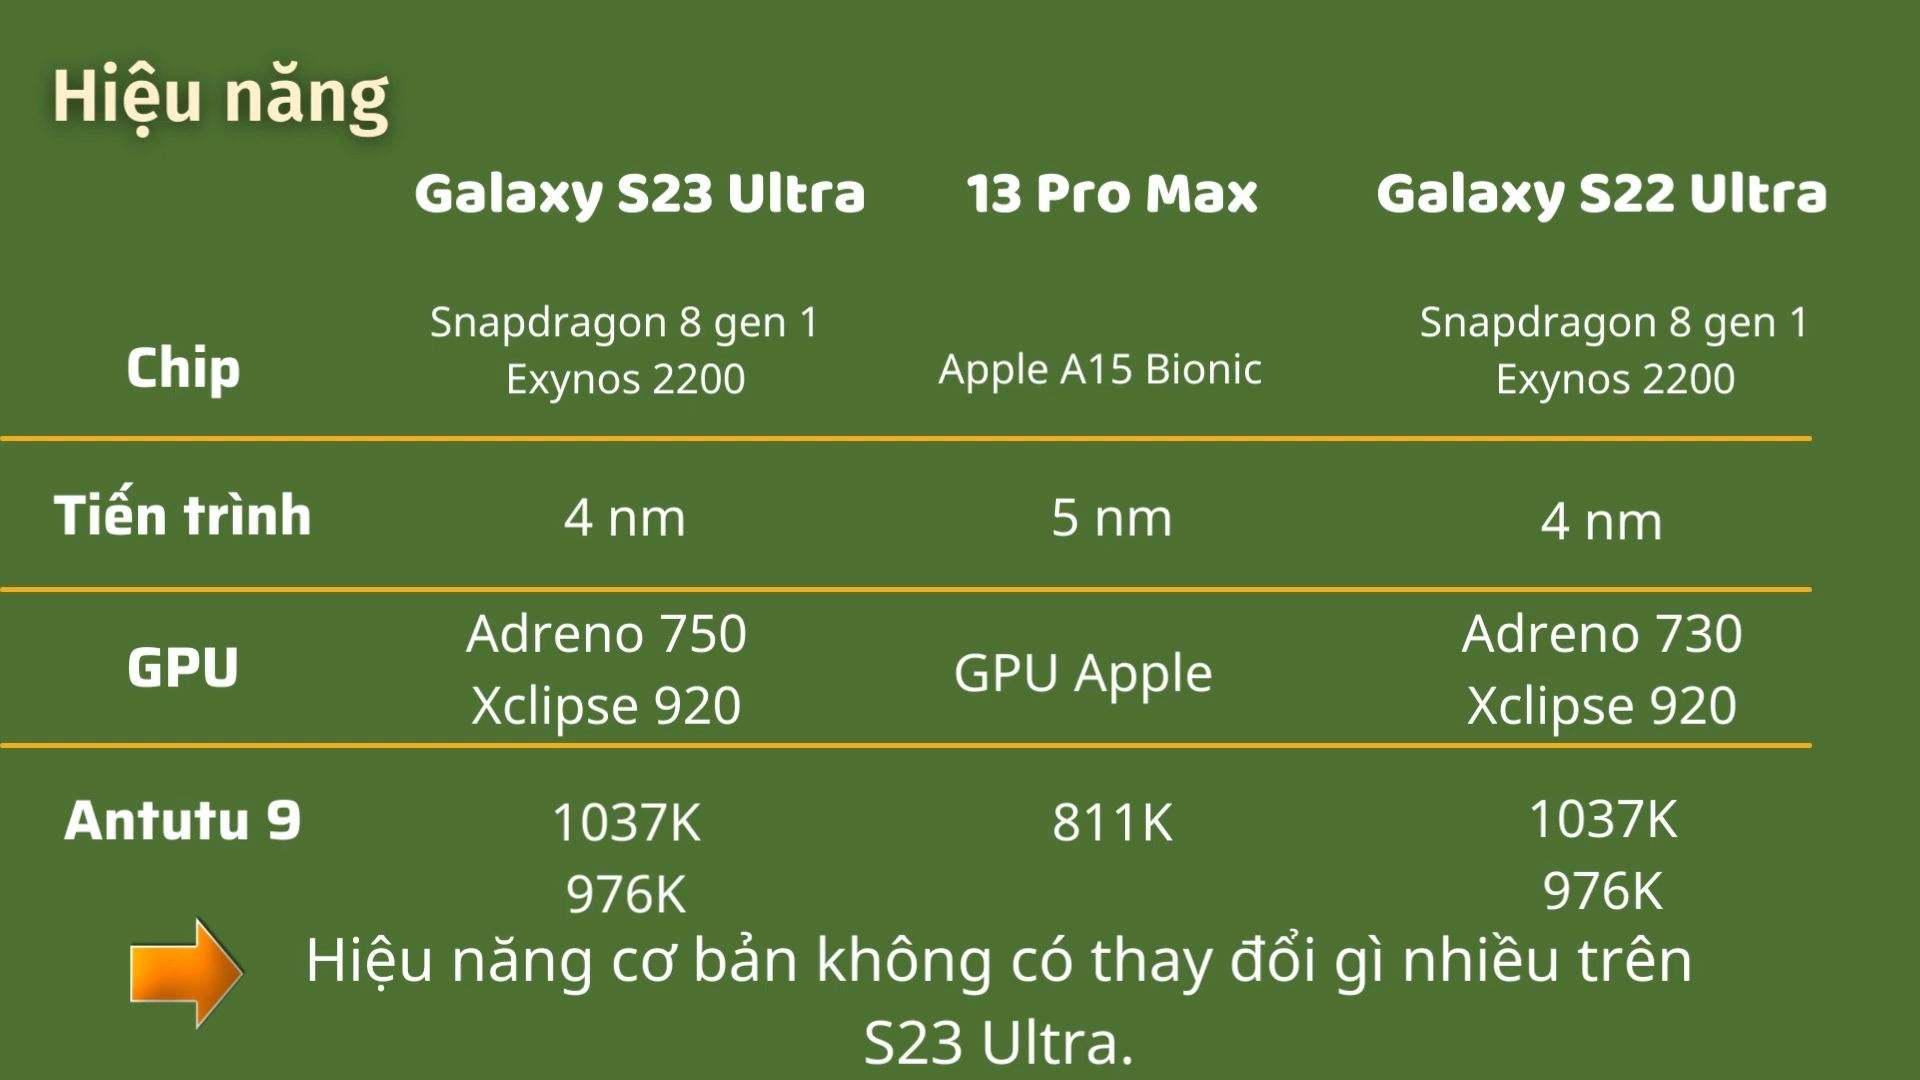 Hiệu năng
Galaxy S23 Ultra 13 Pro Max Galaxy S22 Ultra
Chip
Snapdragon 8 gen 1
Exynos 2200
Apple A15 Bionic
Snapdragon 8 gen 1
Exynos 2200
Tiến trình 4 nm 5 nm 4 nm
GPU
Adreno 750
Xclipse 920
GPU Apple
Adreno 730
Xclipse 920
Antutu 9
1037K
976K
811K
1037K
976K
Hiệu năng cơ bản không có thay đổi gì nhiều trên
S23 Ultra.